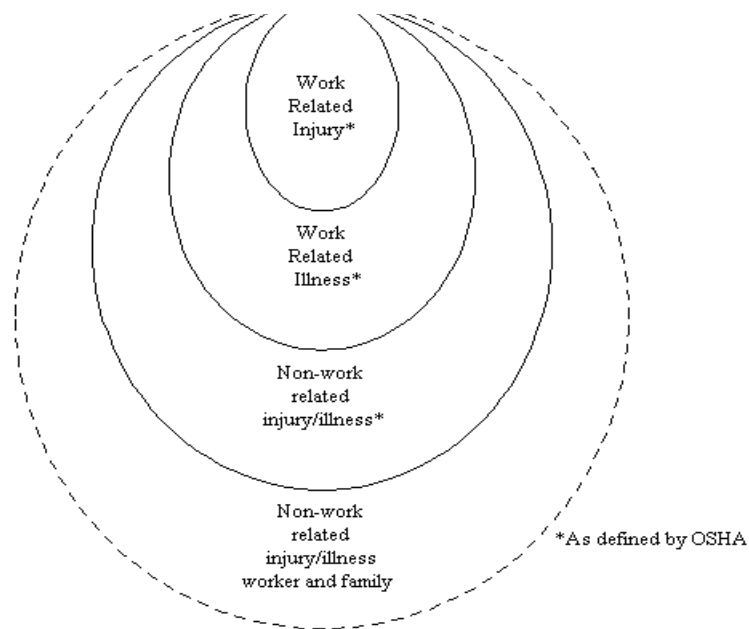 Work
Related
Injury*
Work
Related
Illness*
Non-work
related
injury/illness*
Non-work
related
injury/illness
worker and family
*As defined by OSHA